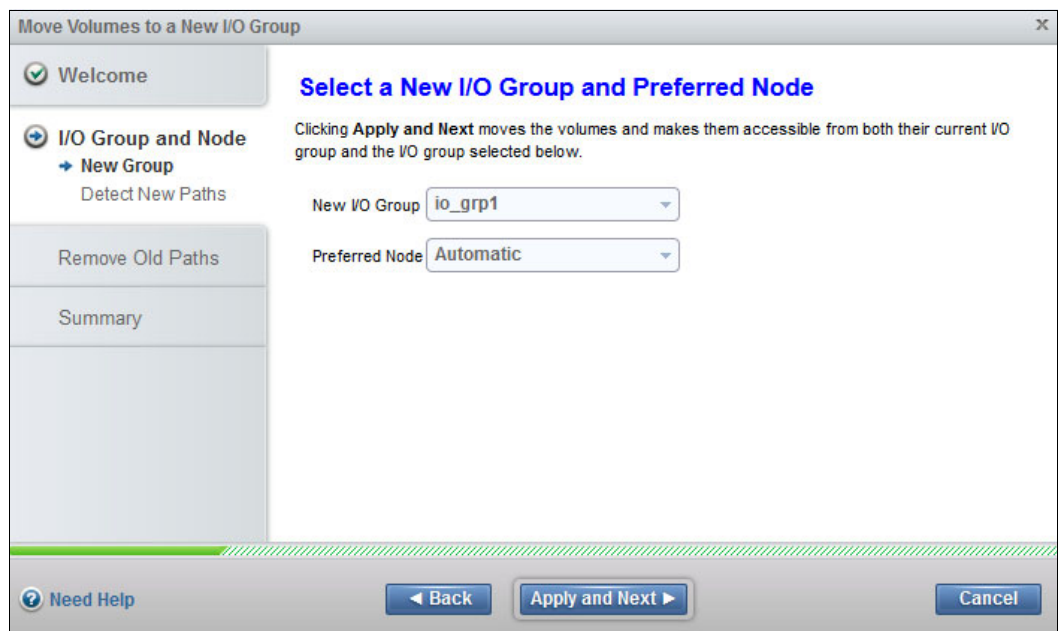 Move Volumes to a New I/O Group
x
Welcome
I/O Group and Node
New Group
Detect New Paths
Remove Old Paths
Summary
Select a New I/O Group and Preferred Node
Clicking Apply and Next moves the volumes and makes them accessible from both their current I/O
group and the I/O group selected below.
New I/O Group io_grp1
Preferred Node Automatic
Need Help
Back
Apply and Next
Cancel